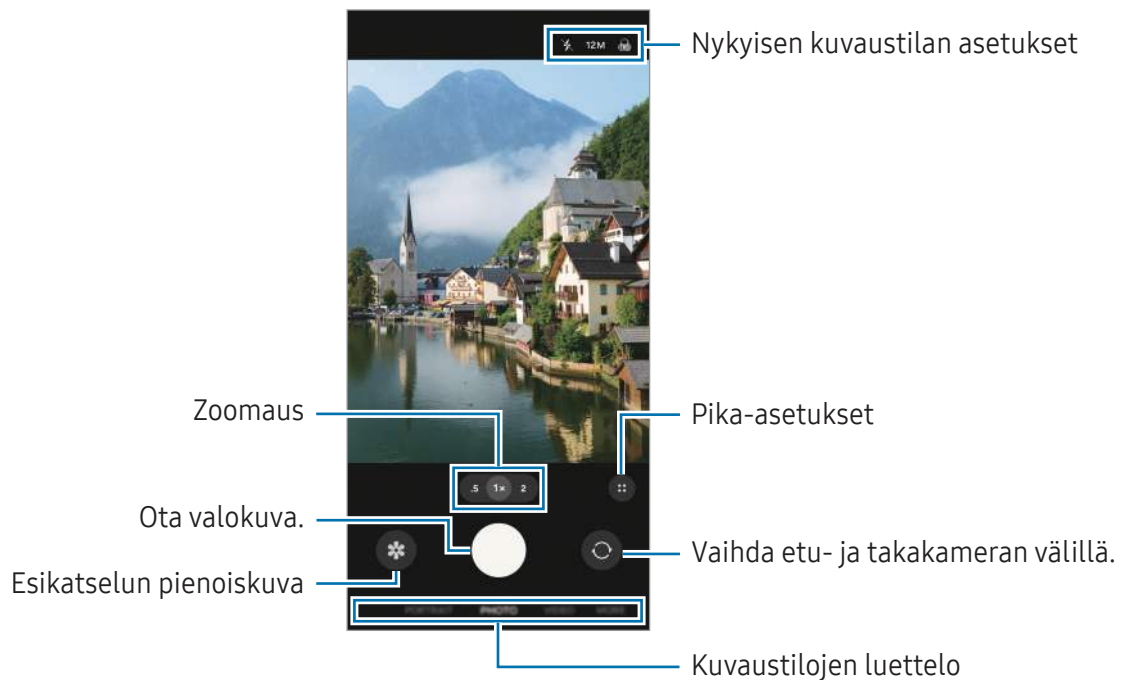 Nykyisen kuvaustilan asetukset
12M
Zoomaus
Pika-asetukset
.5 1× 2
Ota valokuva.
Vaihda etu- ja takakameran välillä.
Esikatselun pienoiskuva
PORTRAIT PHOTO VIDEO MORE
Kuvaustilojen luettelo